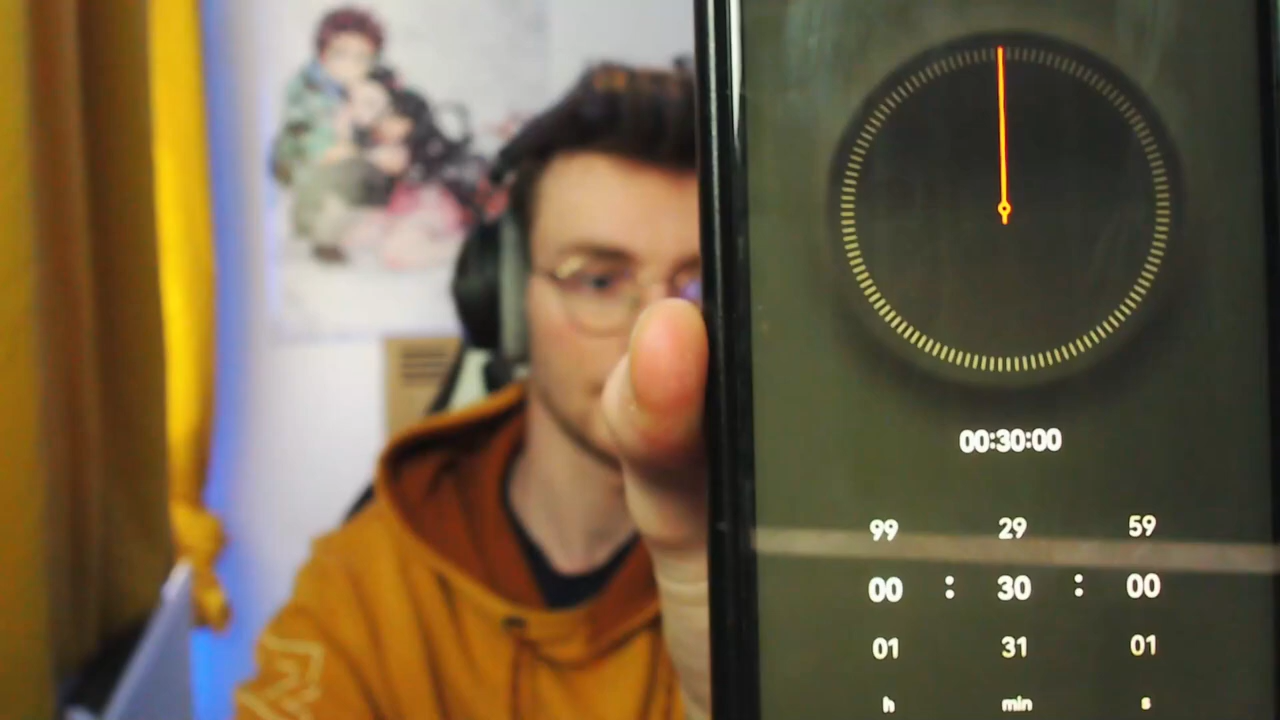 00:30:00
99 29 59
00 : 30 : 00
01 31 01
h min s